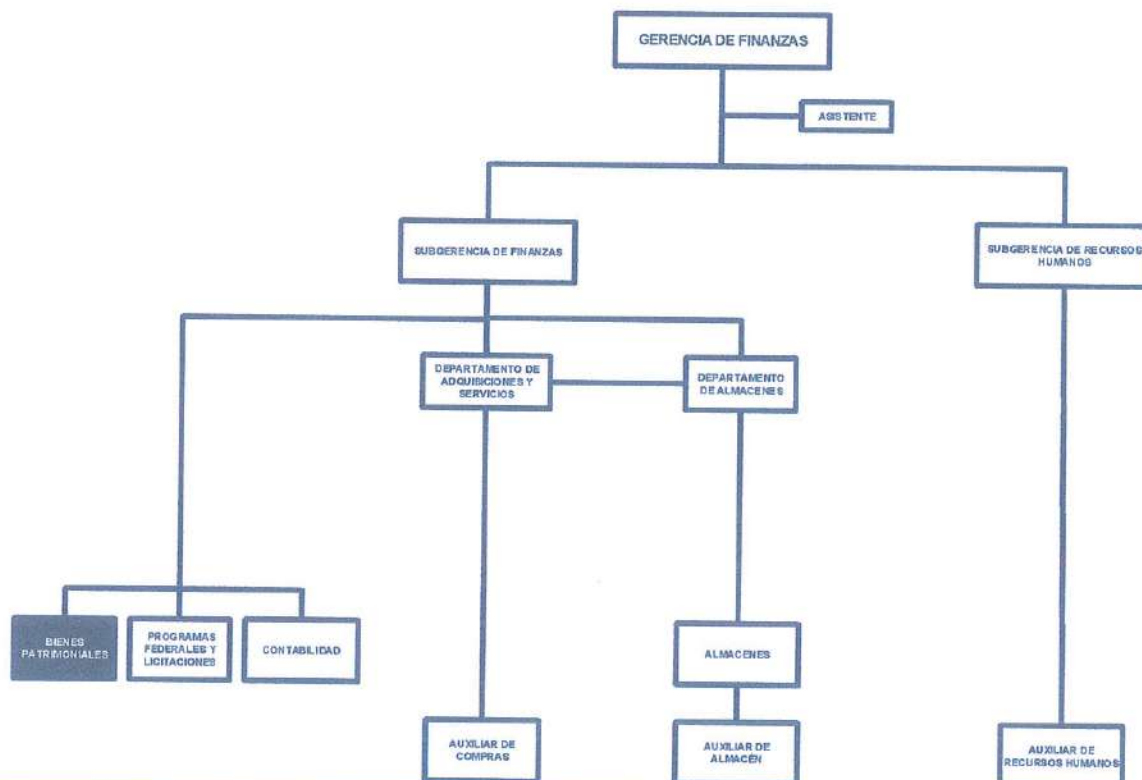 GERENCIA DE FINANZAS
ASISTENTE
SUBGERENCIA DE FINANZAS
SUBGERENCIA DE RECURSOS
HUMANOS
DEPARTAMENTO DE
ADQUISICIONES Y
SERVICIOS
DEPARTAMENTO
DE ALMACENES
BIENES
PATRIMONIALES
PROGRAMAS
FEDERALES Y
LICITACIONES
CONTABILIDAD
ALMACENES
AUXILIAR DE
COMPRAS
AUXILIAR DE
ALMACÉN
AUXILIAR DE
RECURSOS HUMANOS